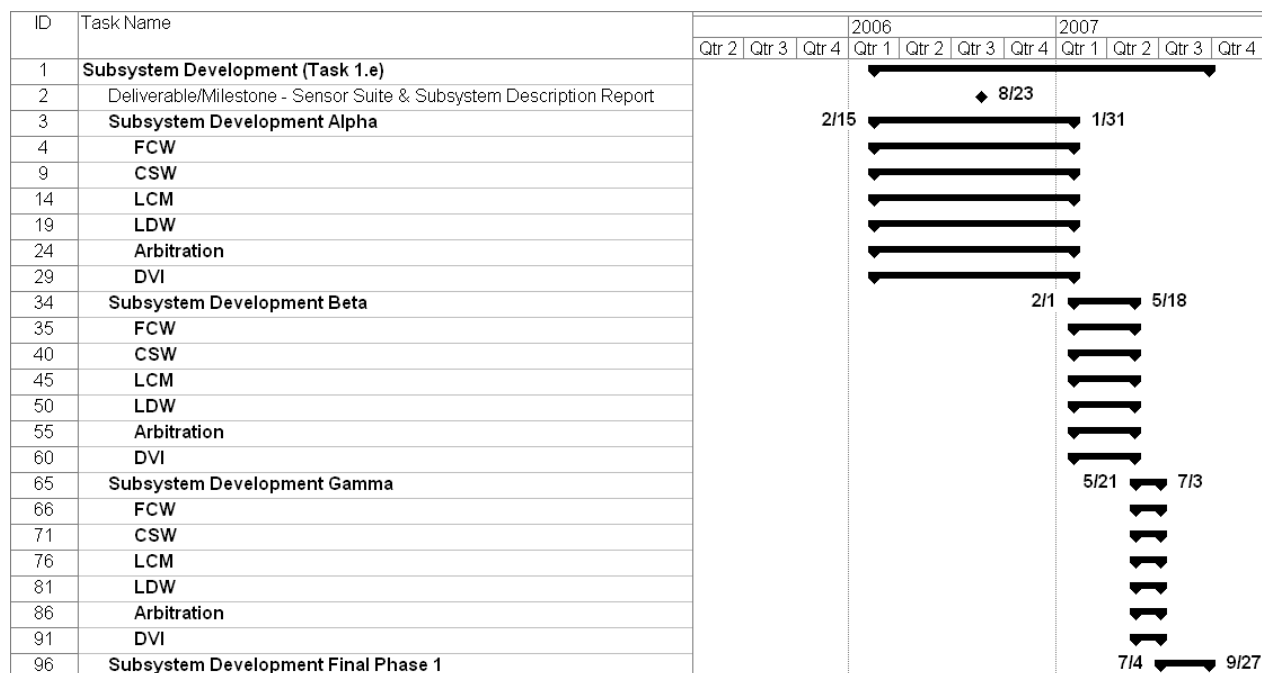 ID Task Name 2006 2007
Qtr 2 Qtr 3 Qtr 4 Qtr 1 Qtr 2 Qtr 3 Qtr 4 Qtr 1 Qtr 2 Qtr 3 Qtr 4
1 Subsystem Development (Task 1.e)
2 Deliverable/Milestone - Sensor Suite & Subsystem Description Report 8/23
3 Subsystem Development Alpha 2/15 1/31
4 FCW
9 CSW
14 LCM
19 LDW
24 Arbitration
29 DVI
34 Subsystem Development Beta 2/1 5/18
35 FCW
40 CSW
45 LCM
50 LDW
55 Arbitration
60 DVI
65 Subsystem Development Gamma 5/21 7/3
66 FCW
71 CSW
76 LCM
81 LDW
86 Arbitration
91 DVI
96 Subsystem Development Final Phase 1 7/4 9/27